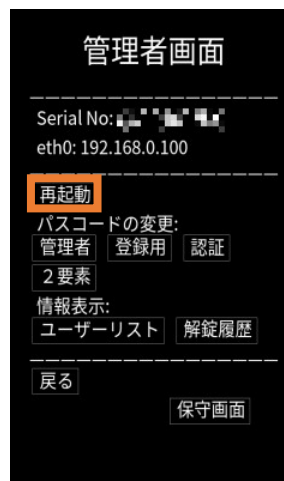 管理者画面
Serial No:
eth0: 192.168.0.100
再起動
パスコードの変更:
管理者 登録用 認証
２要素
情報表示:
ユーザーリスト 解錠履歴
戻る
保守画面